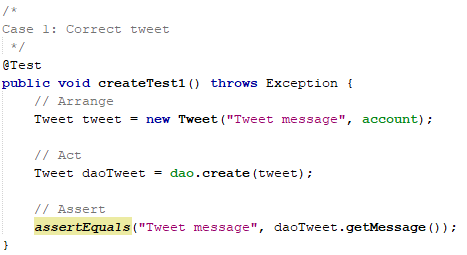 /*
Case 1: Correct tweet
 */
@Test
public void createTest1() throws Exception {
    // Arrange
    Tweet tweet = new Tweet("Tweet message", account);

    // Act
    Tweet daoTweet = dao.create(tweet);

    // Assert
    assertEquals("Tweet message", daoTweet.getMessage());
}